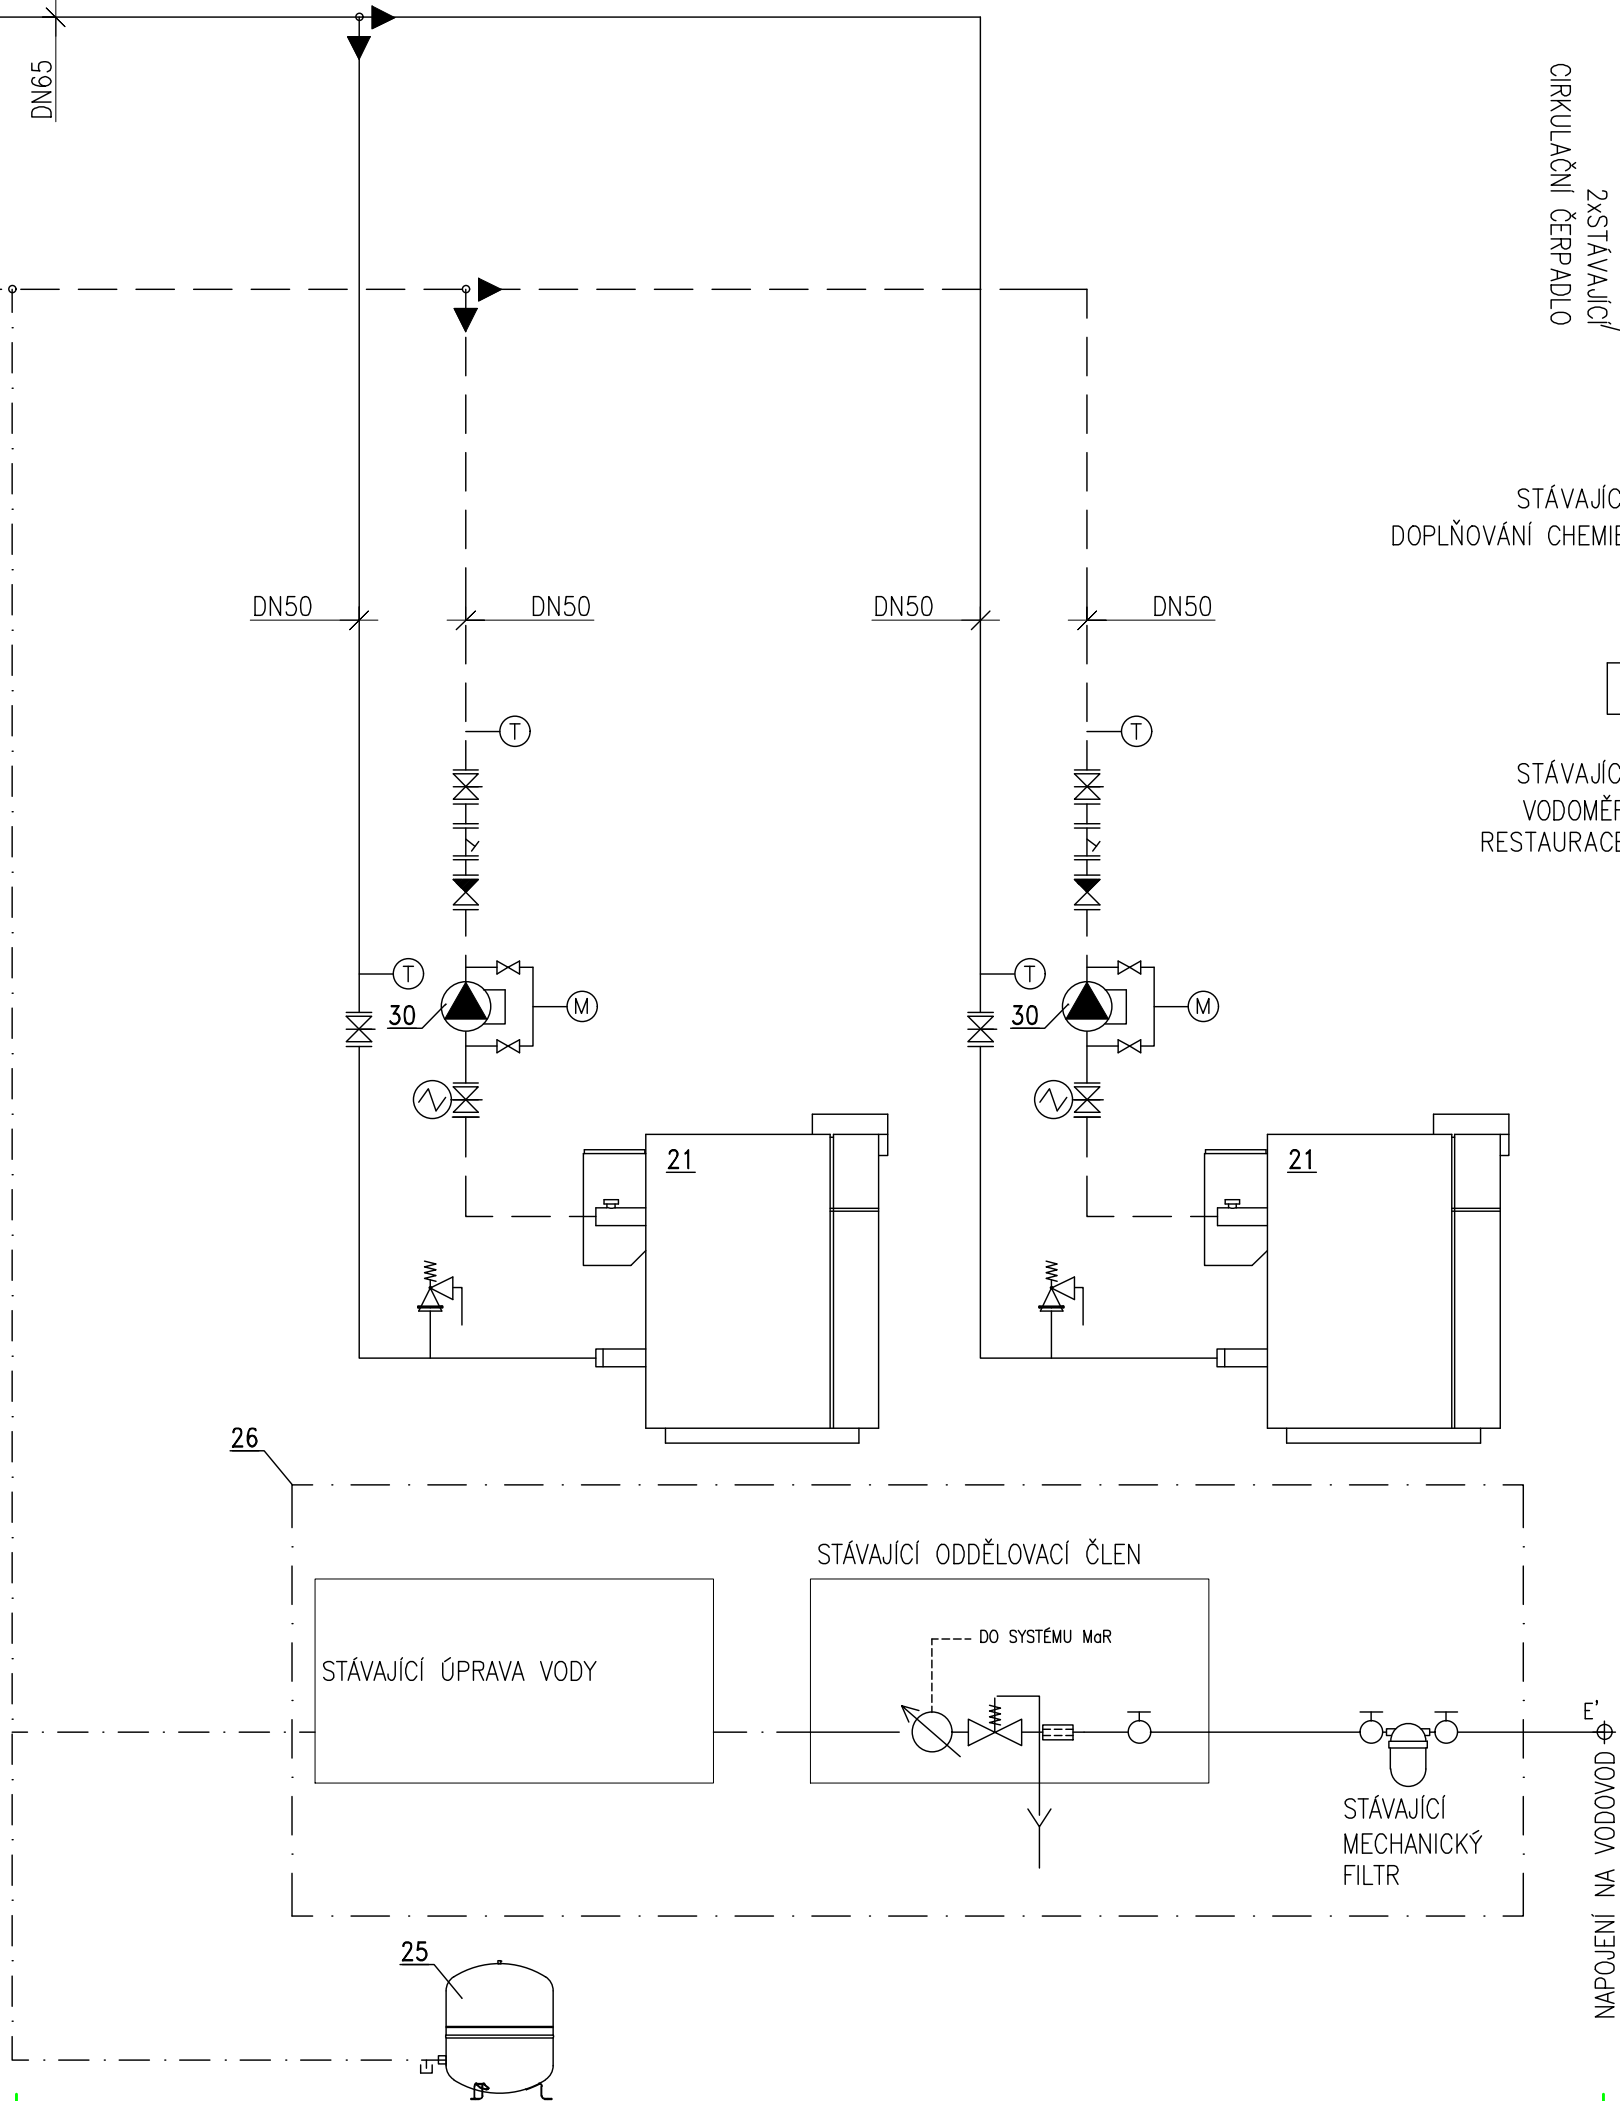 DN65
CIRKULAČNÍ ČERPADLO
2xSTÁVAJÍCÍ
STÁVAJÍC
DOPLŇOVÁNÍ CHEMIE
DN50
DN50
DN50
DN50
T
T
STÁVAJÍC
VODOMĚR
RESTAURACE
T
T
30
M
30
M
21
21
26
STÁVAJÍCÍ ODDĚLOVACÍ ČLEN
DO SYSTÉMU MaR
STÁVAJÍCÍ ÚPRAVA VODY
E'
STÁVAJÍCÍ
MECHANICKÝ
FILTR
NAPOJENÍ NA VODOVOD
25